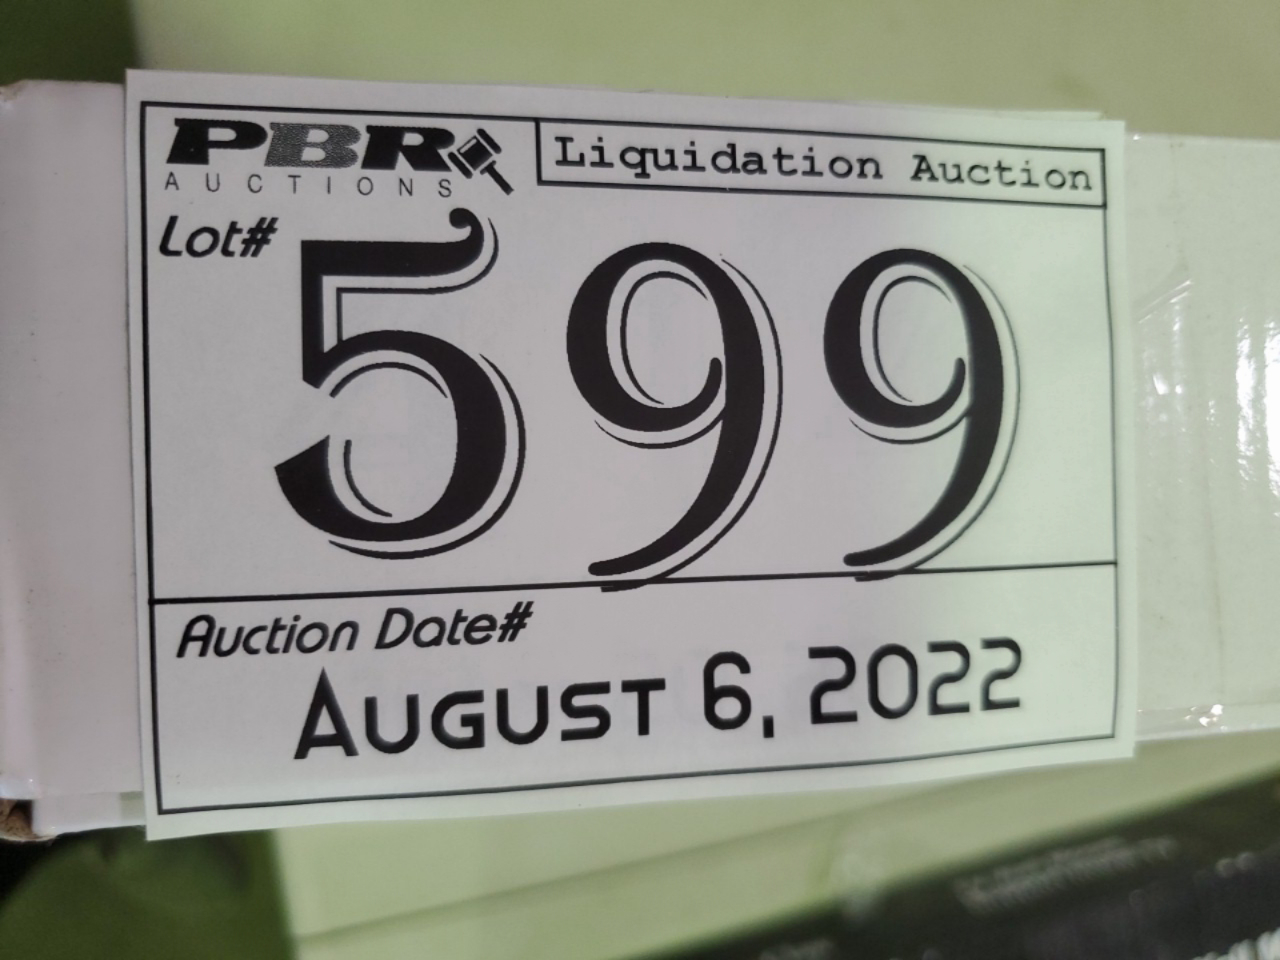 PBR
AUCTIONS
Liquidation Auction
Lot#
599
Auction Date#
August 6, 2022